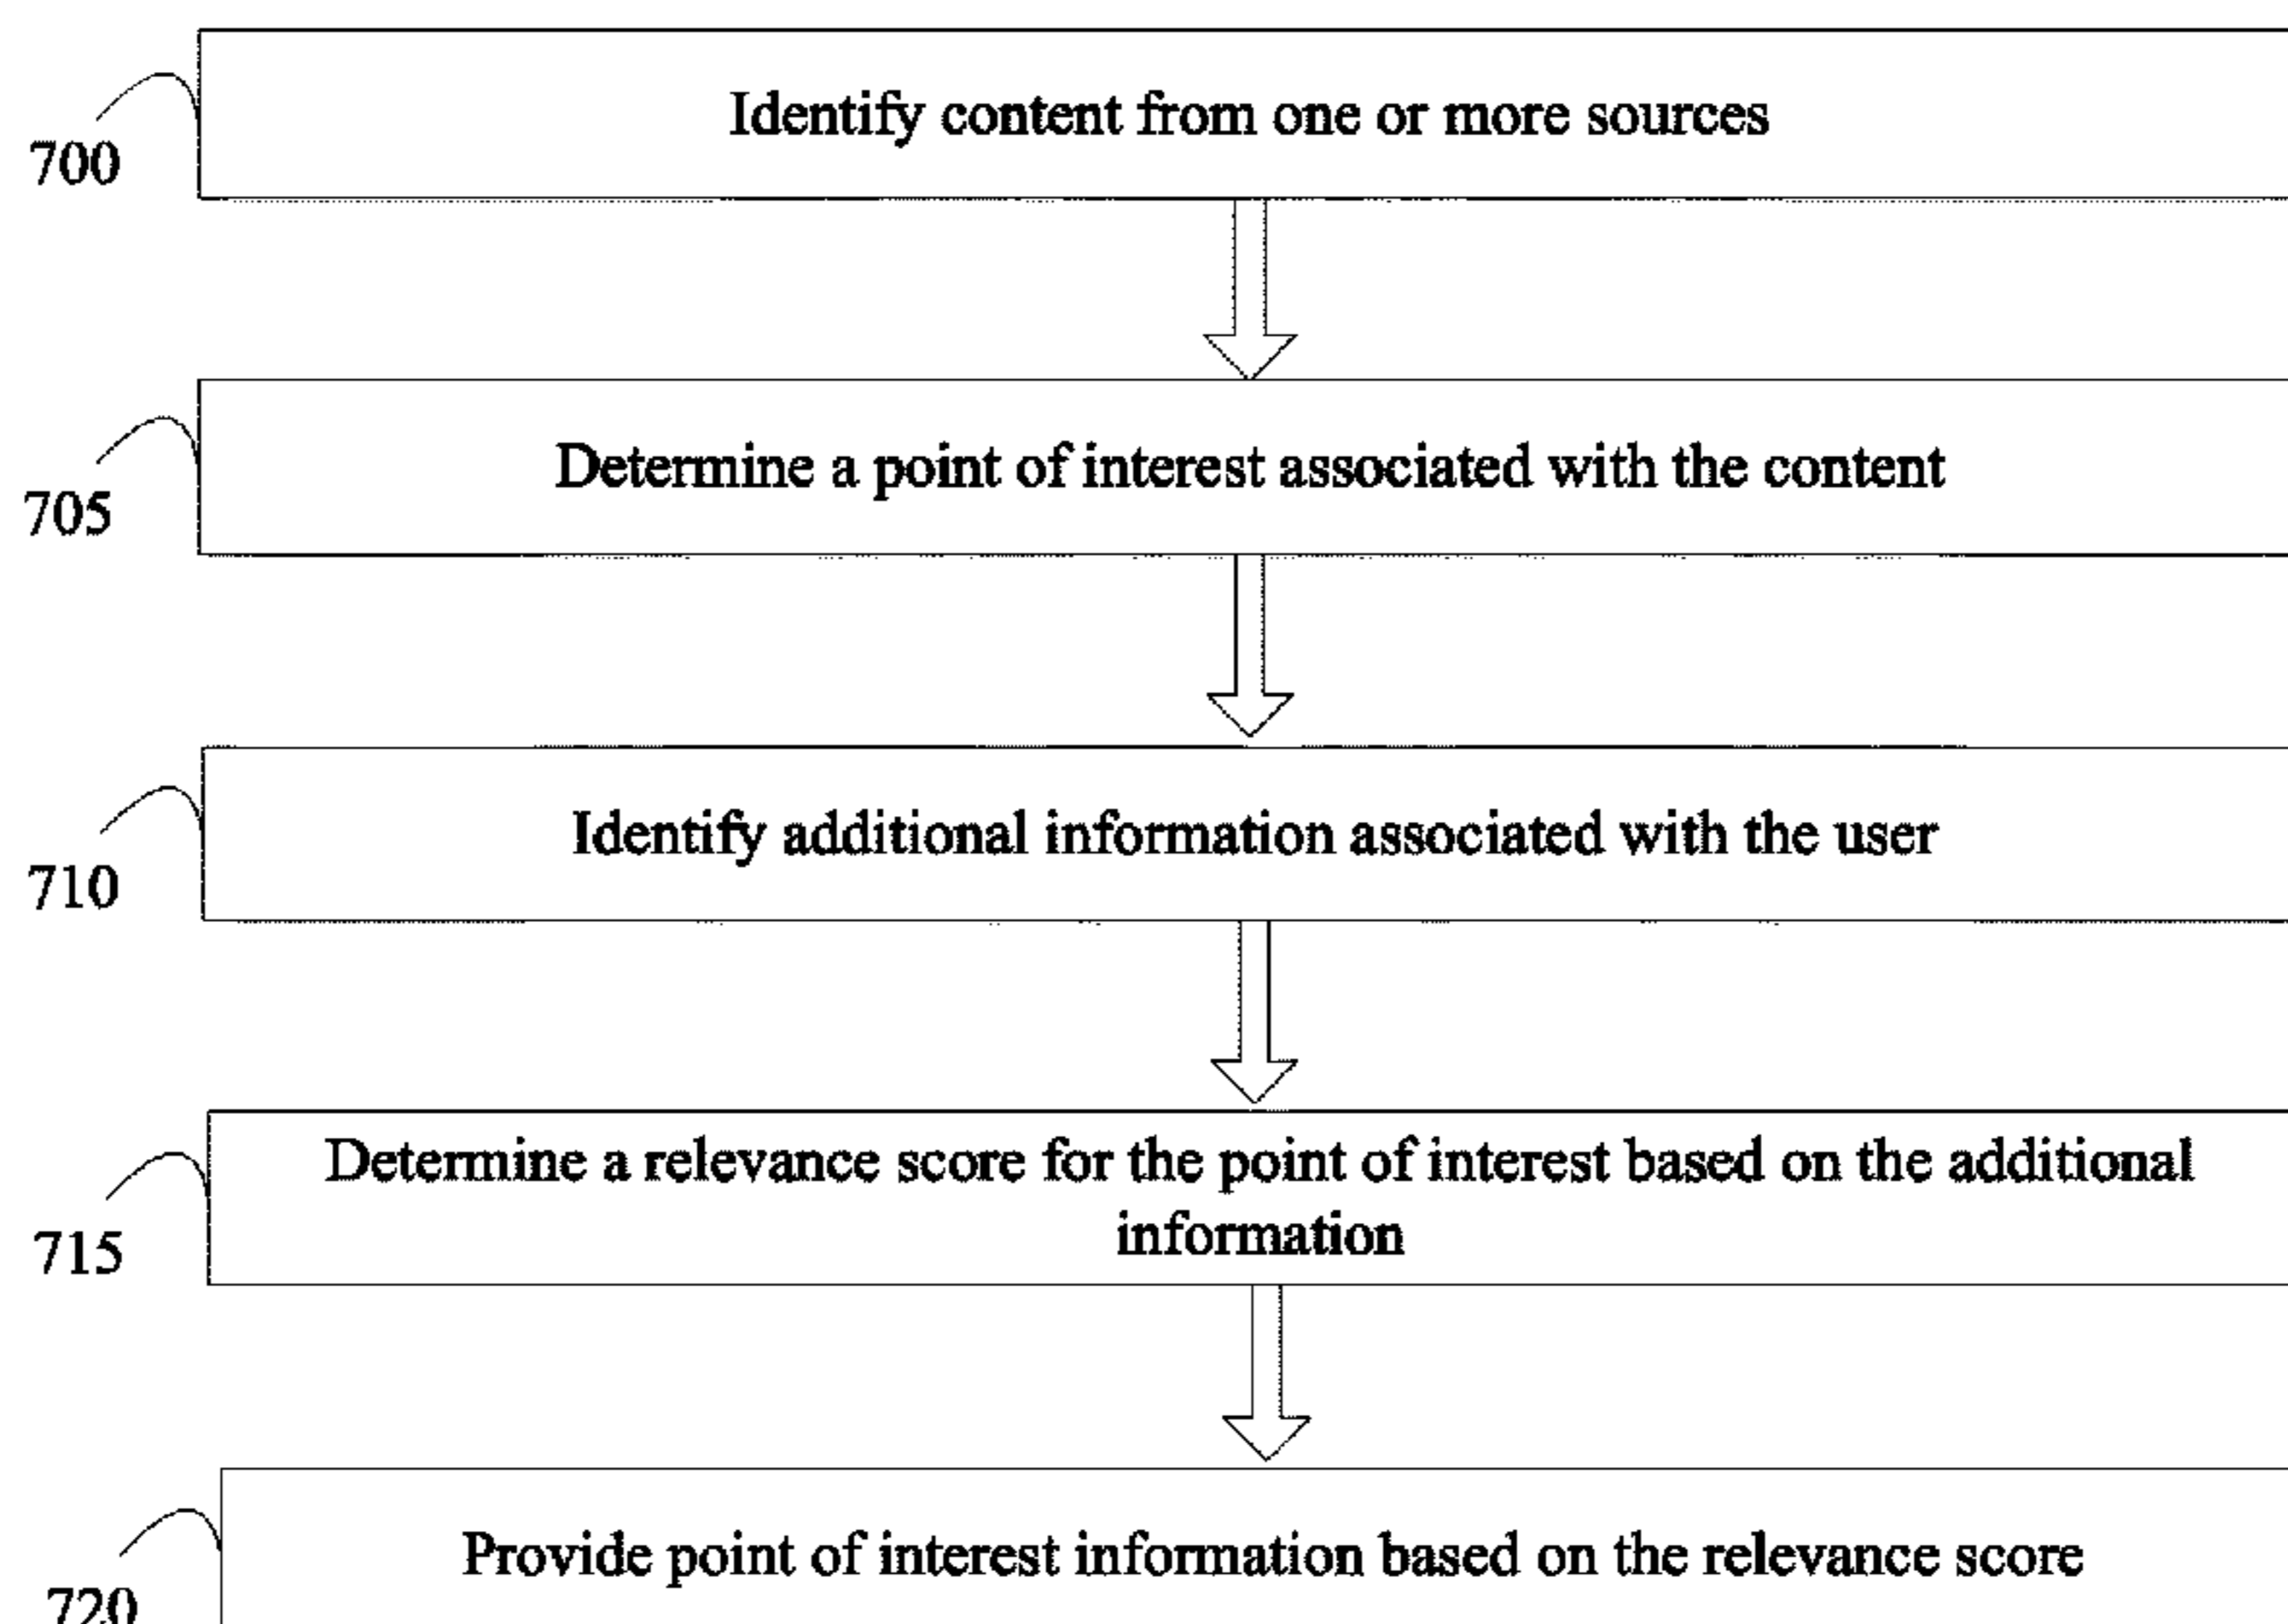 Identify content from one or more sources
700
Determine a point of interest associated with the content
705
Identify additional information associated with the user
710
Determine a relevance score for the point of interest based on the additional
information
715
Provide point of interest information based on the relevance score
720